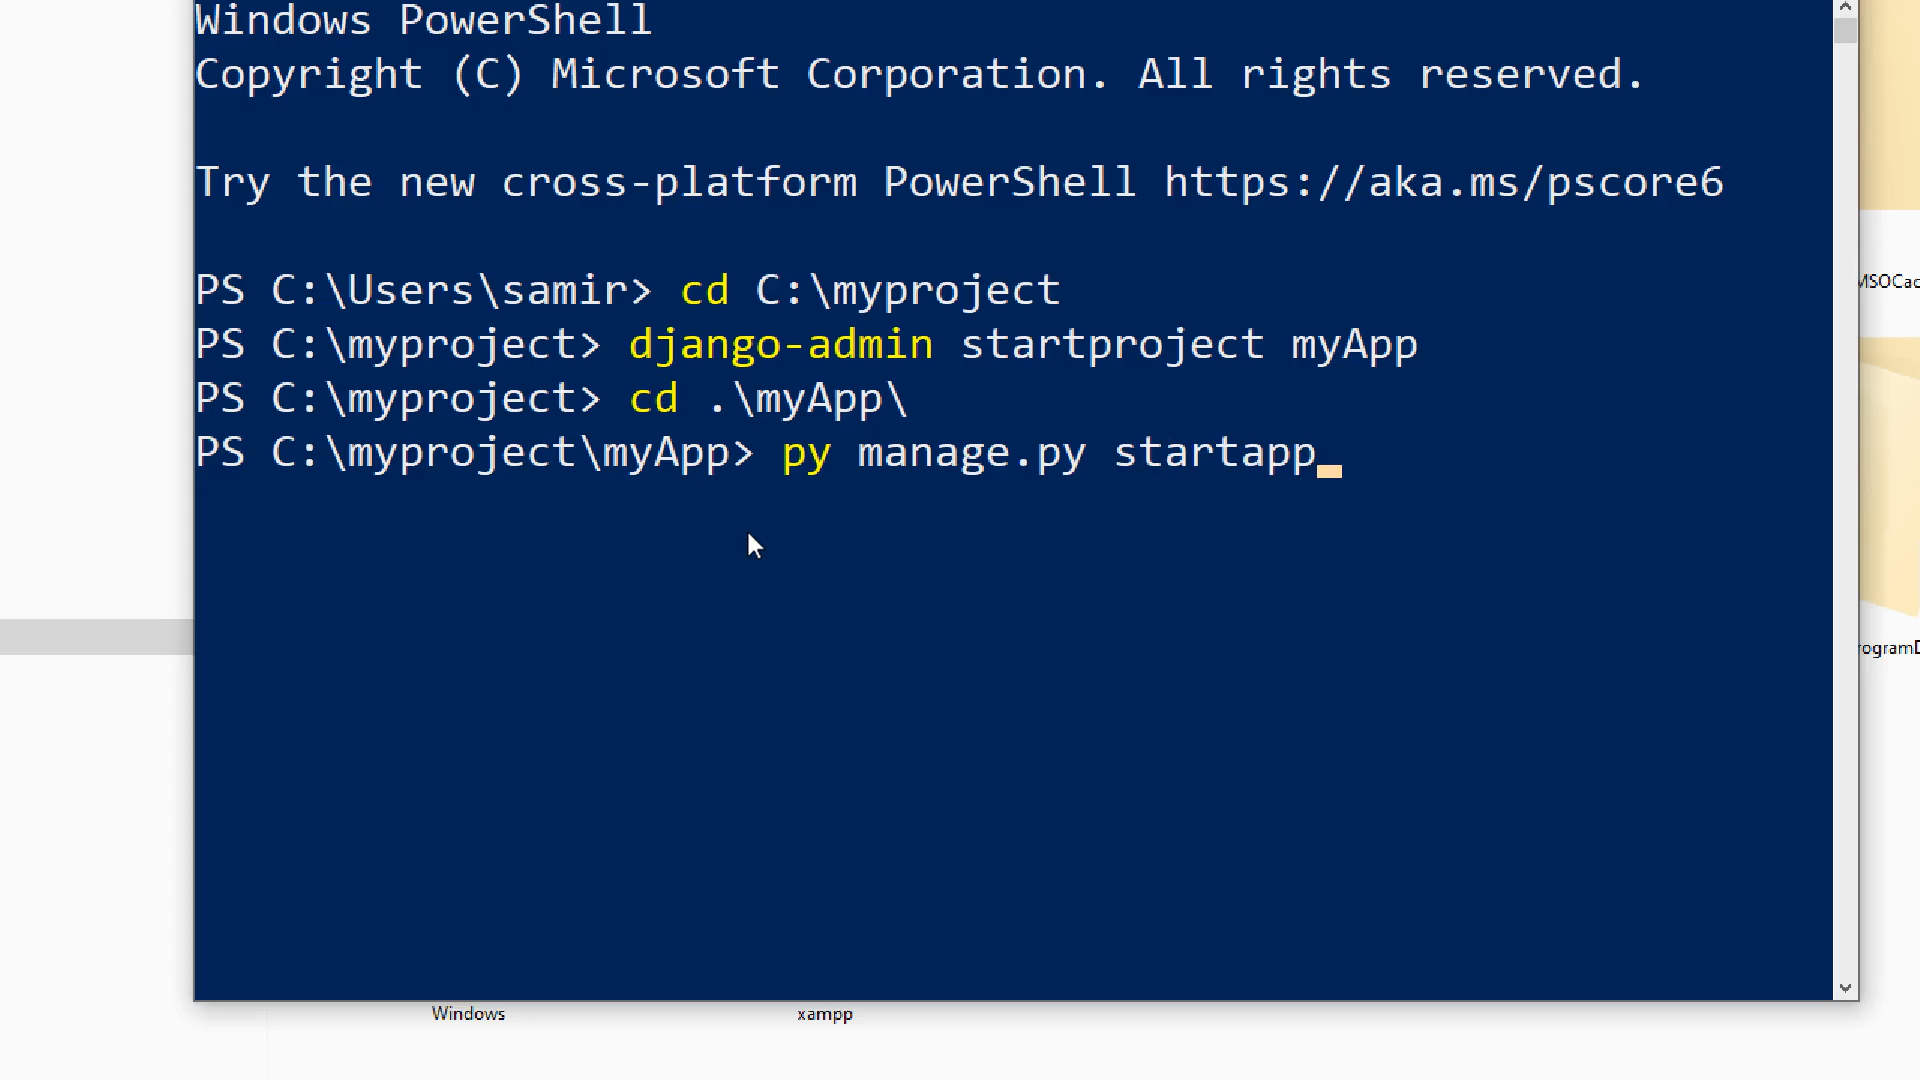 Windows PowerShell
Copyright (C) Microsoft Corporation. All rights reserved.
Try the new cross-platform PowerShell https://aka.ms/pscore6
PS C:\Users\samir> cd C:\myproject
PS C:\myproject> django-admin startproject myApp
PS C:\myproject> cd .\myApp\
PS C:\myproject\myApp> py manage.py startapp
Windows
xampp